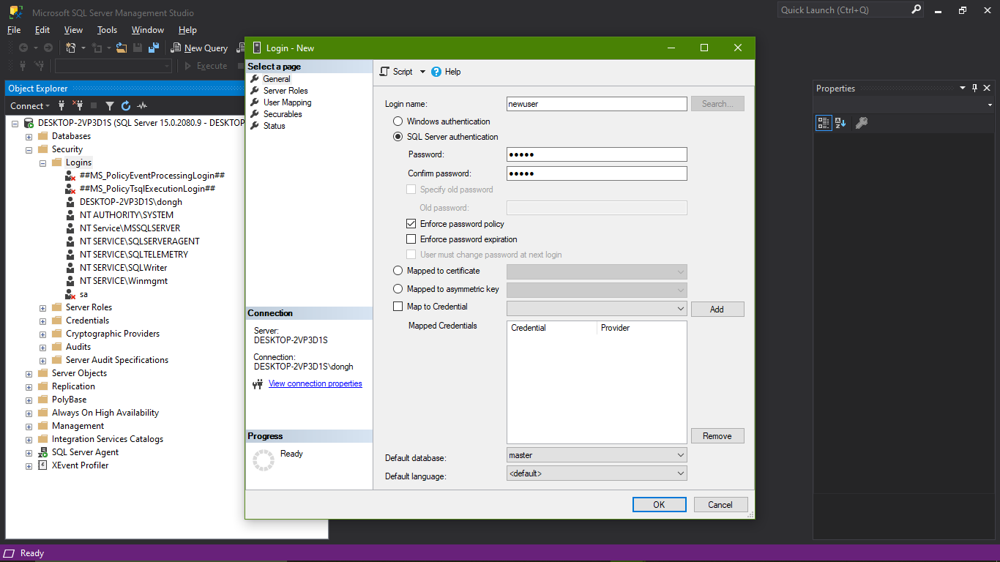 Microsoft SQL Server Management Studio
Quick Launch (Ctrl+Q)
File Edit View Tools Window Help
New Query
Execute
Object Explorer
Connect
DESKTOP-2VP3D1S (SQL Server 15.0.2080.9 - DESKTOP
Databases
Security
Logins
##MS_PolicyEventProcessingLogin##
##MS_PolicyTsqlExecutionLogin##
DESKTOP-2VP3D1S\dongh
NT AUTHORITY\SYSTEM
NT Service\MSSQLSERVER
NT SERVICE\SQLSERVERAGENT
NT SERVICE\SQLTELEMETRY
NT SERVICE\SQLWriter
NT SERVICE\Winmgmt
sa
Server Roles
Credentials
Cryptographic Providers
Audits
Server Audit Specifications
Server Objects
Replication
PolyBase
Always On High Availability
Management
Integration Services Catalogs
SQL Server Agent
XEvent Profiler
Login - New
Select a page
General
Server Roles
User Mapping
Securables
Status
Connection
Server:
DESKTOP-2VP3D1S
Connection:
DESKTOP-2VP3D1S\dongh
View connection properties
Progress
Ready
Script Help
Login name: newuser Search...
Windows authentication
SQL Server authentication
Password: ●●●●●
Confirm password: ●●●●●
Specify old password
Old password:
Enforce password policy
Enforce password expiration
User must change password at next login
Mapped to certificate
Mapped to asymmetric key
Map to Credential Add
Mapped Credentials Credential Provider
Remove
Default database: master
Default language: <default>
OK Cancel
Properties
Ready